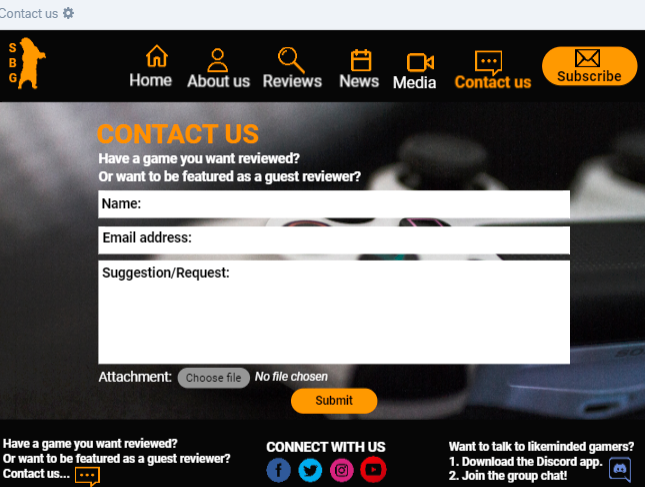 Contact us
S
B
G
Home About us Reviews News Media Contact us Subscribe
CONTACT US
Have a game you want reviewed?
Or want to be featured as a guest reviewer?
Name:
Email address:
Suggestion/Request:
Attachment: Choose file No file chosen
Submit
Have a game you want reviewed?
Or want to be featured as a guest reviewer?
Contact us...
CONNECT WITH US
Want to talk to likeminded gamers?
1. Download the Discord app.
2. Join the group chat!